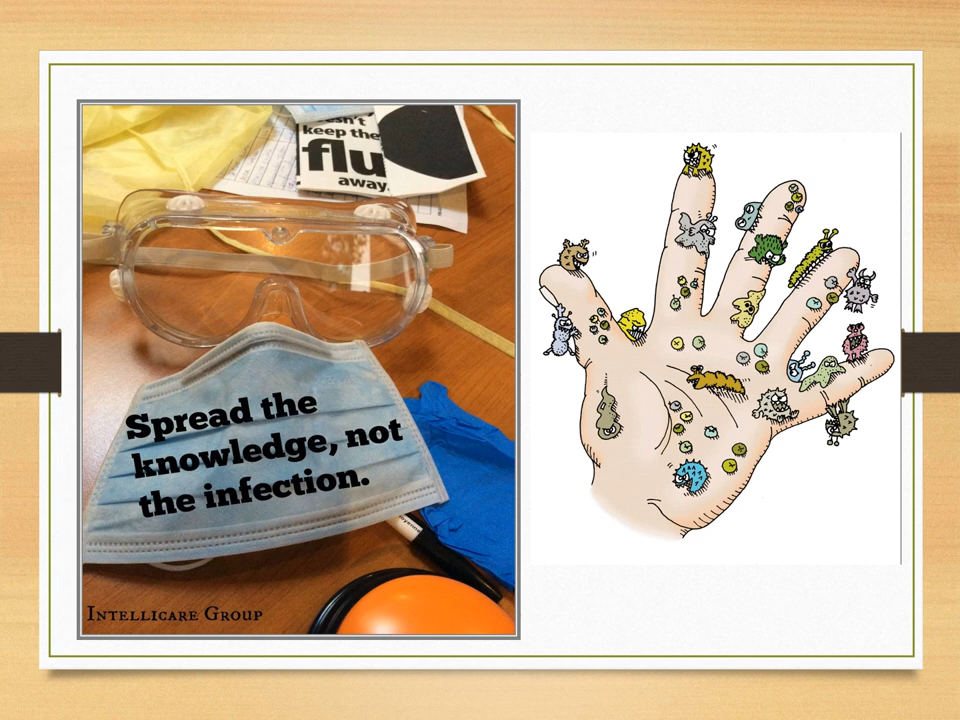 keep the
flu
away.
Spread the
knowledge, not
the infection.
Intellicare Group